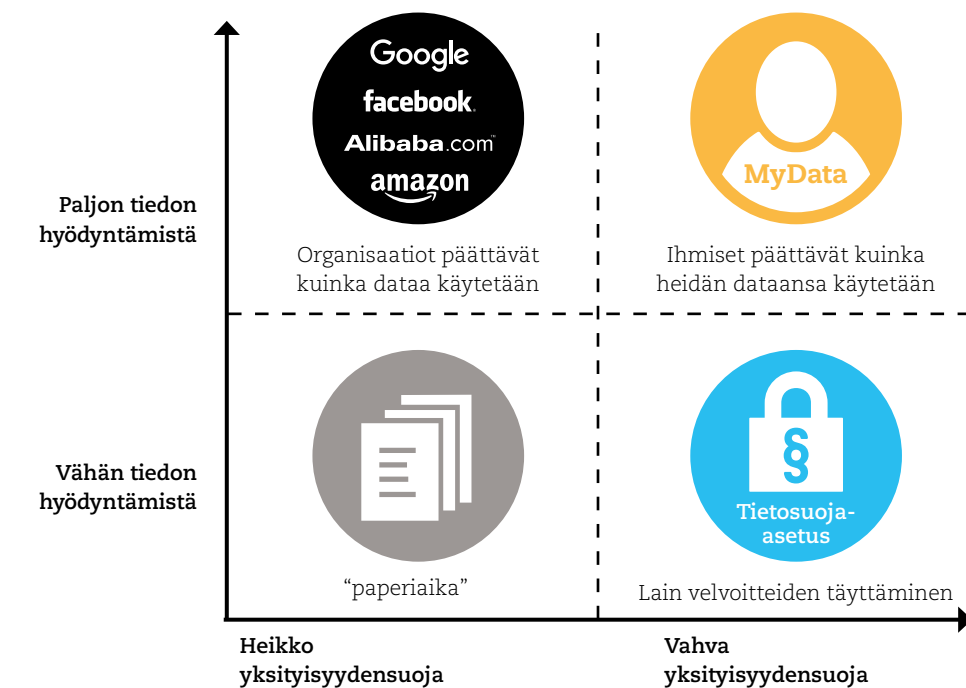 Google
facebook
Alibaba.com
amazon
MyData
Paljon tiedon
hyödyntämistä
Organisaatiot päättävät
kuinka dataa käytetään
Ihmiset päättävät kuinka
heidän dataansa käytetään
§
Tietosuoja-
asetus
Vähän tiedon
hyödyntämistä
“paperiaika”
Lain velvoitteiden täyttäminen
Heikko
yksityisyydensuoja
Vahva
yksityisyydensuoja